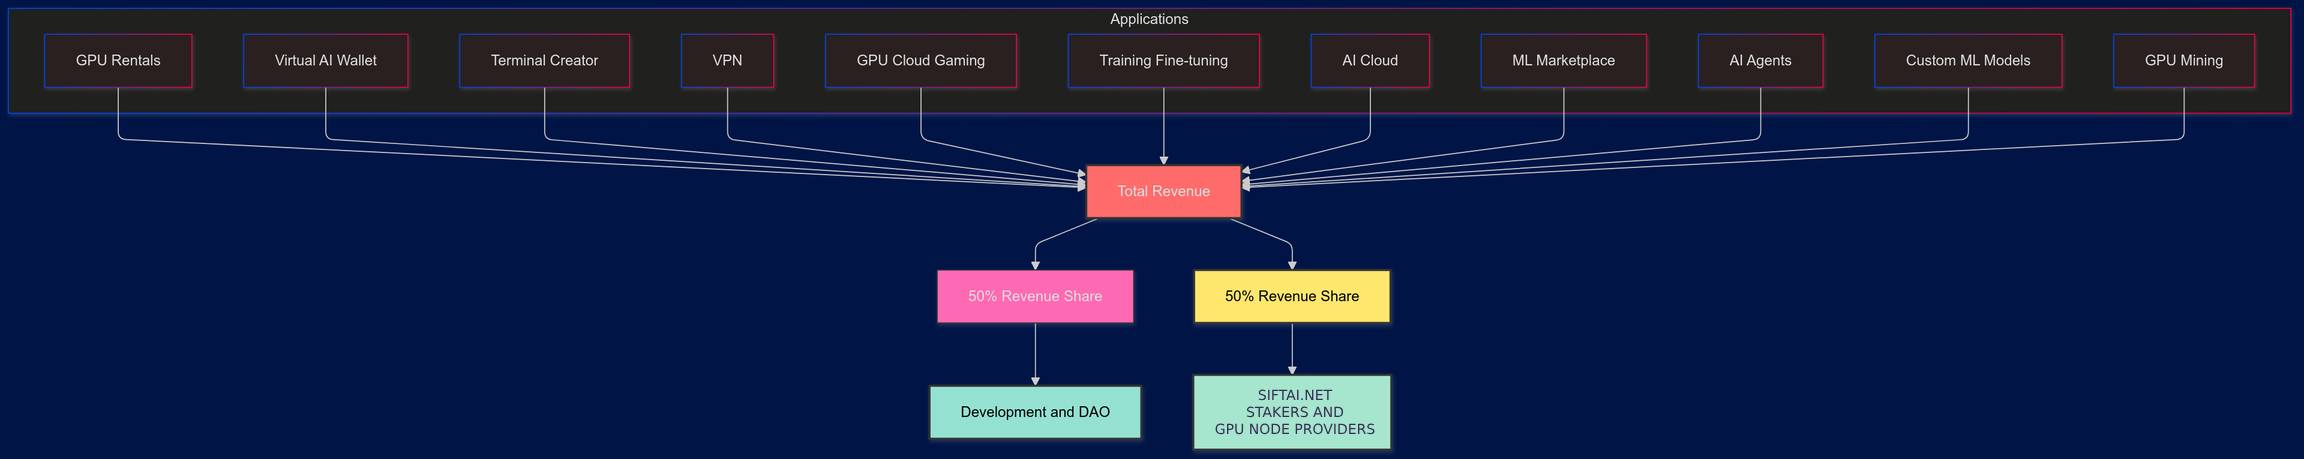 Applications
GPU Rentals
Virtual AI Wallet
Terminal Creator
VPN
GPU Cloud Gaming
Training Fine-tuning
AI Cloud
ML Marketplace
AI Agents
Custom ML Models
GPU Mining
Total Revenue
50% Revenue Share
50% Revenue Share
Development and DAO
SIFTAI.NET
STAKERS AND
GPU NODE PROVIDERS